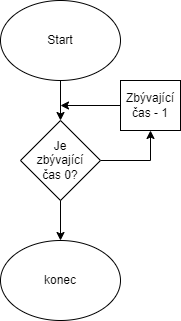 Start
Zbývající
čas - 1
Je
zbývající
čas 0?
konec